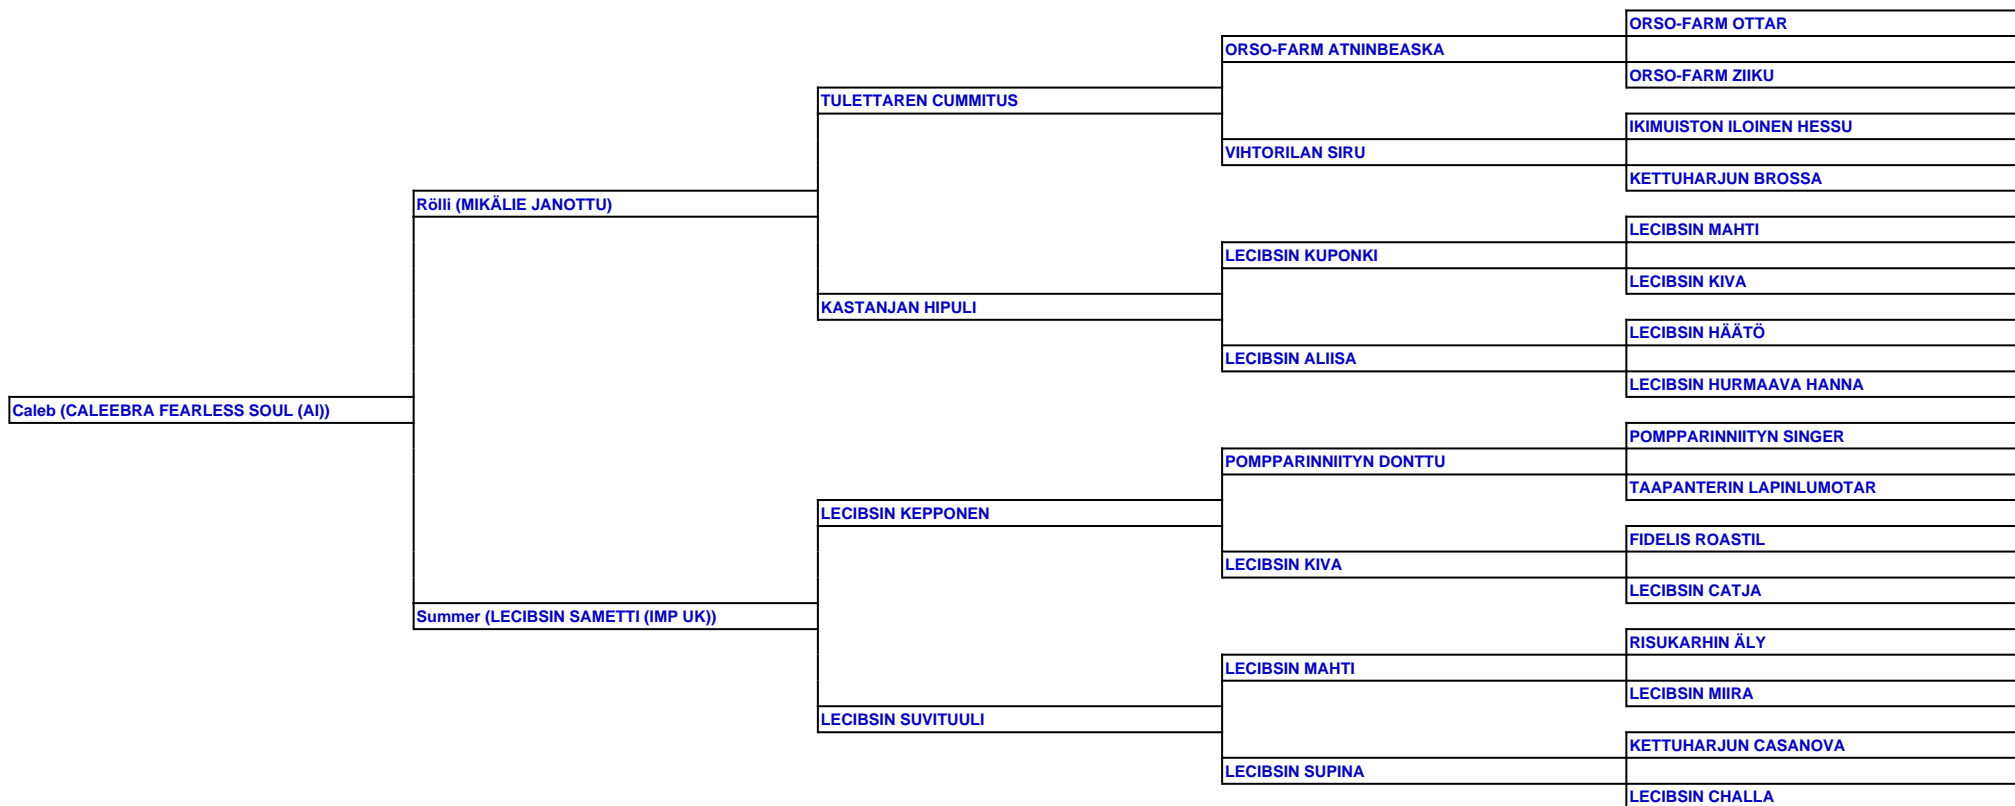 ORSO-FARM OTTAR
ORSO-FARM ATNINBEASKA
ORSO-FARM ZIIKU
TULETTAREN CUMMITUS
IKIMUISTON ILOINEN HESSU
VIHTORILAN SIRU
KETTUHARJUN BROSSA
Rölli (MIKÄLIE JANOTTU)
LECIBSIN MAHTI
LECIBSIN KUPONKI
LECIBSIN KIVA
KASTANJAN HIPULI
LECIBSIN HÄÄTÖ
LECIBSIN ALIISA
LECIBSIN HURMAAVA HANNA
Caleb (CALEEBRA FEARLESS SOUL (AI))
POMPPARINNIITYN SINGER
POMPPARINNIITYN DONTTU
TAAPANTERIN LAPINLUMOTAR
LECIBSIN KEPPONEN
FIDELIS ROASTIL
LECIBSIN KIVA
LECIBSIN CATJA
Summer (LECIBSIN SAMETTI (IMP UK))
RISUKARHIN ÄLY
LECIBSIN MAHTI
LECIBSIN MIIRA
LECIBSIN SUVITUULI
KETTUHARJUN CASANOVA
LECIBSIN SUPINA
LECIBSIN CHALLA